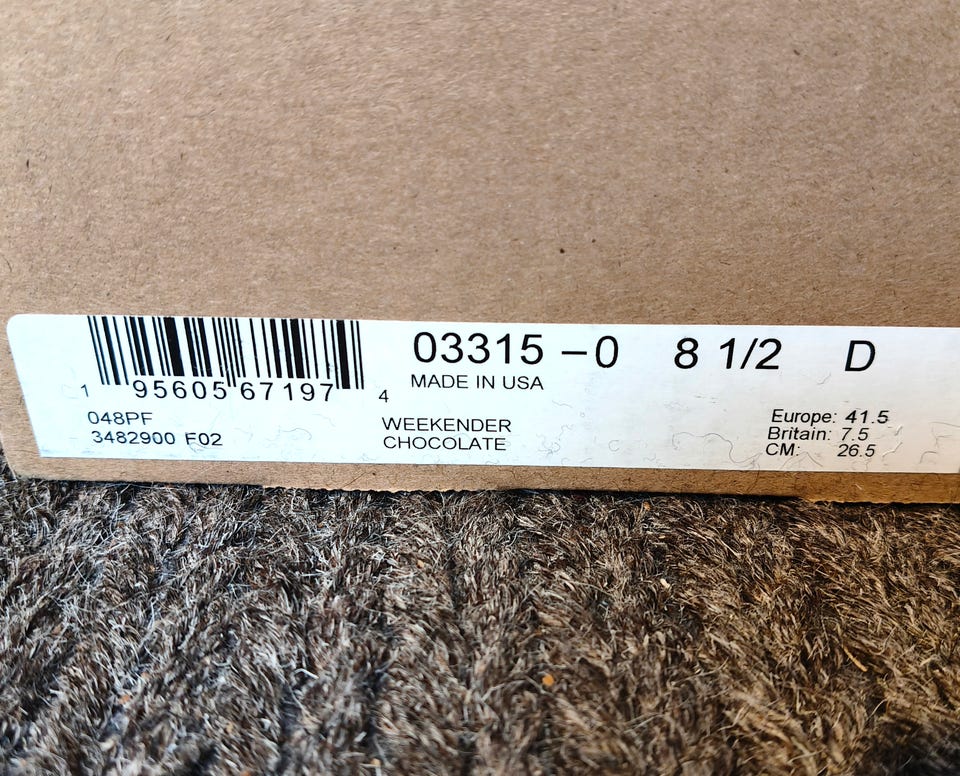 03315 – 0 8 1/2 D
MADE IN USA
1 95605 67197 4
048PF
3482900 F02
WEEKENDER
CHOCOLATE
Europe: 41.5
Britain: 7.5
CM: 26.5